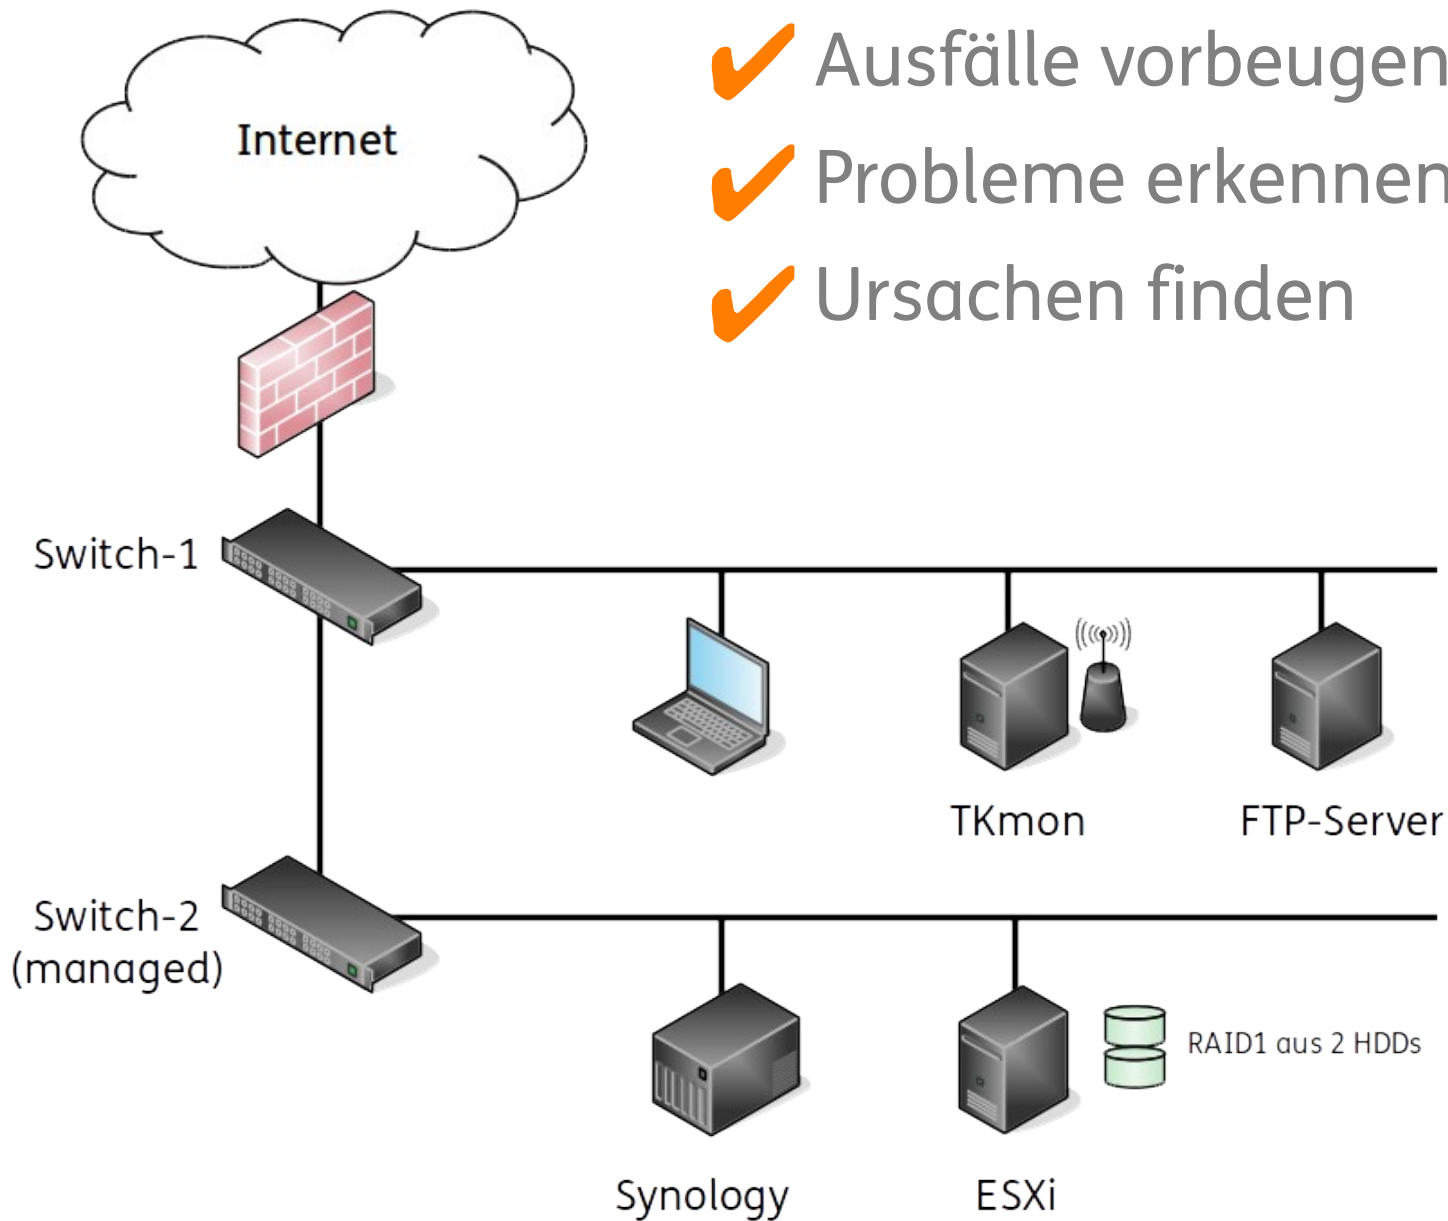 Ausfälle vorbeugen
Probleme erkennen
Ursachen finden
Internet
Switch-1
TKmon
FTP-Server
Switch-2
(managed)
RAID1 aus 2 HDDs
Synology
ESXi